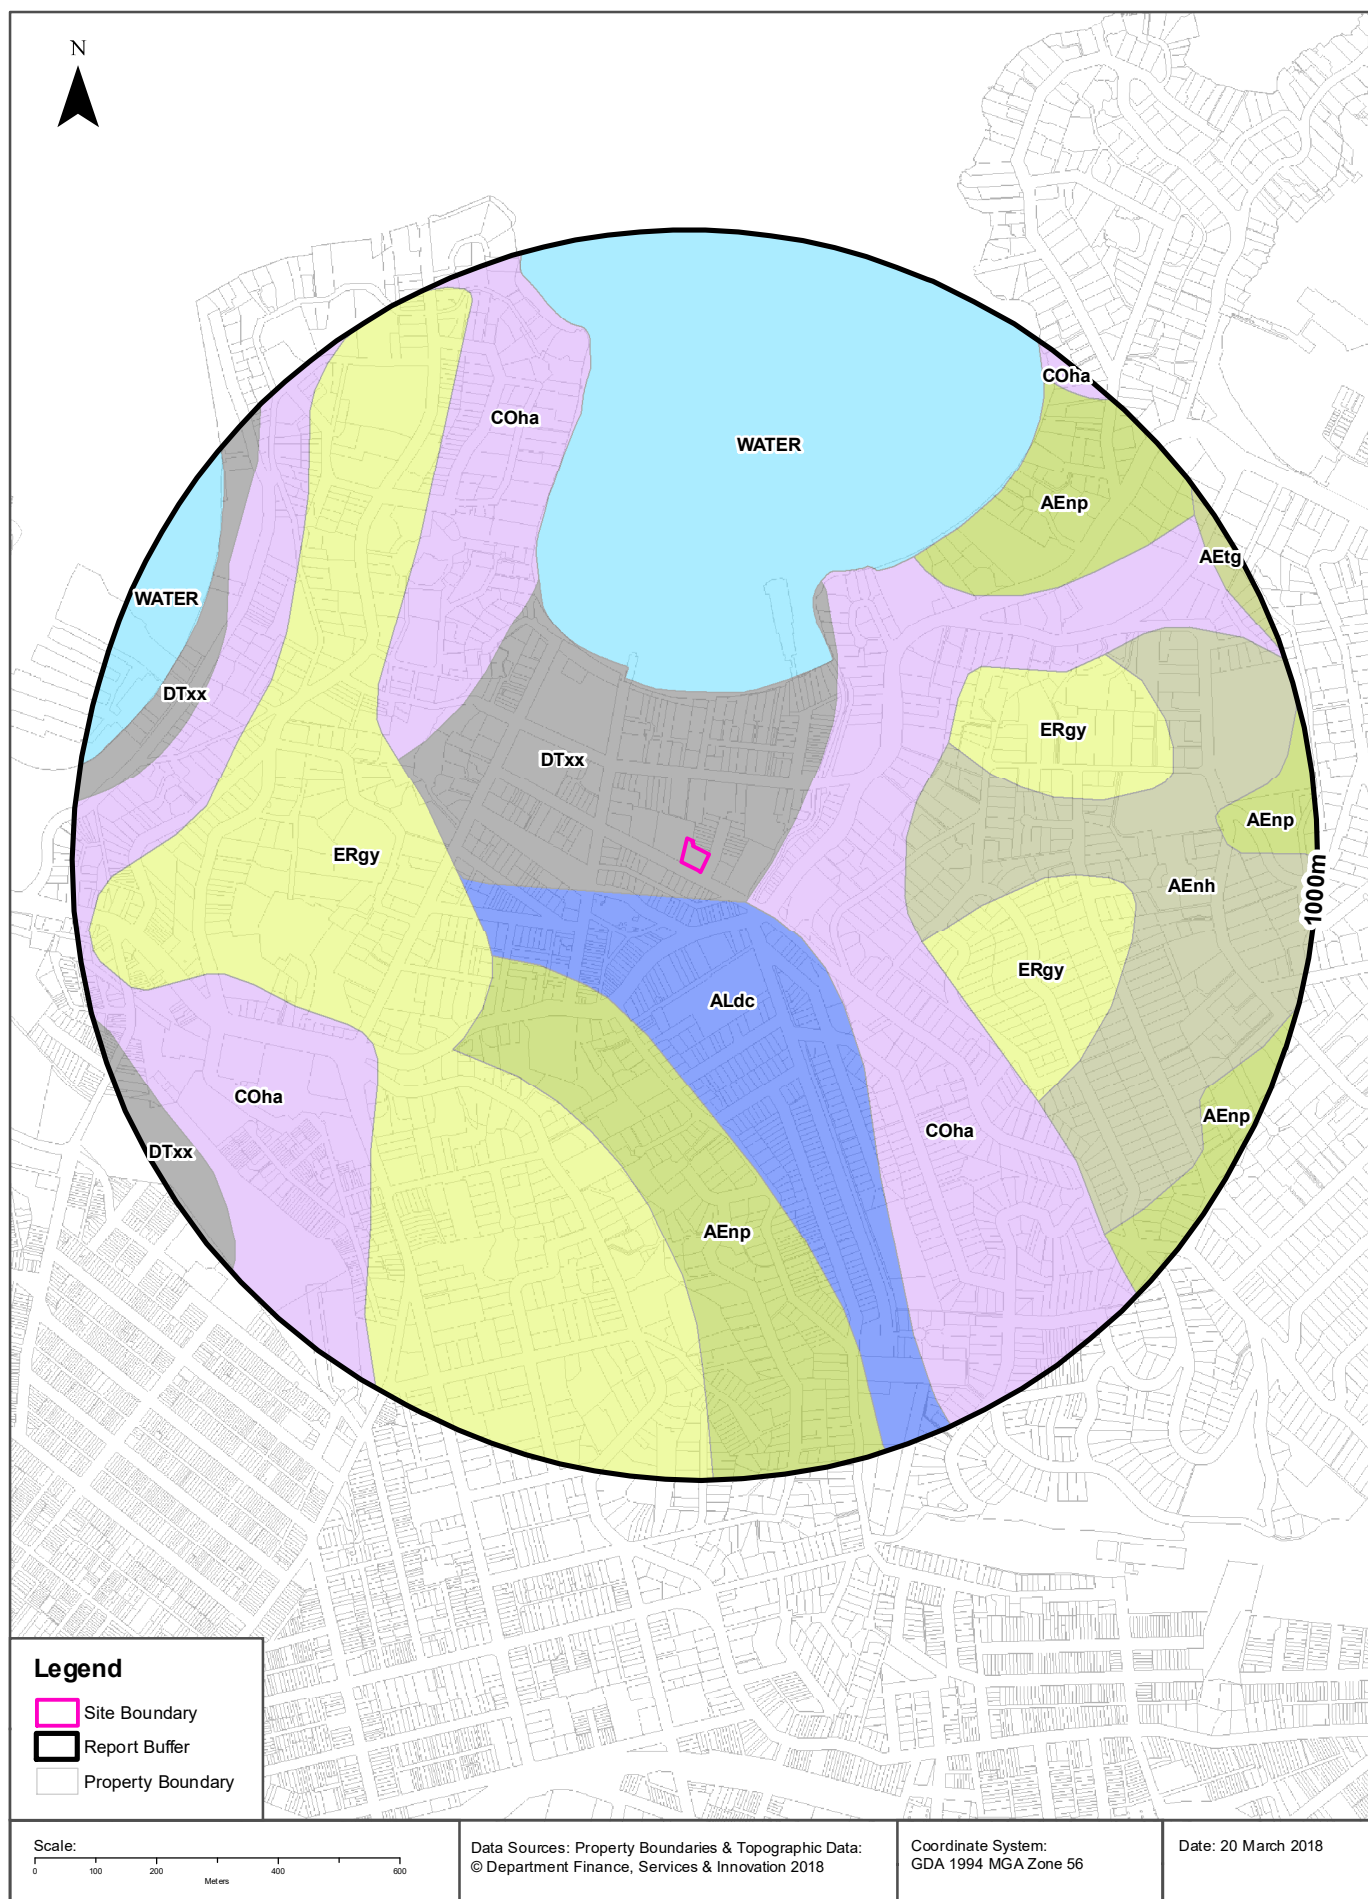 N
COha
COha
WATER
AEnp
AEtg
WATER
DTxx
ERgy
DTxx
AEnp
ERgy
AEnh
1000m
ERgy
ALdc
COha
AEnp
COha
DTxx
AEnp
Legend
Site Boundary
Report Buffer
Property Boundary
Scale:
0 100 200 400 600
Meters
Data Sources: Property Boundaries & Topographic Data:
© Department Finance, Services & Innovation 2018
Coordinate System:
GDA 1994 MGA Zone 56
Date: 20 March 2018